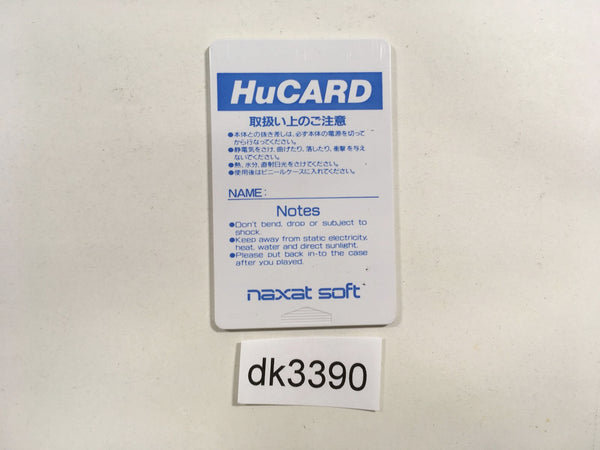 HuCARD
取扱い上のご注意
●本体との抜き差しは、必ず本体の電源を切って
から行なってください。
●静電気をさけ、曲げたり、落したり、衝撃を与え
ないでください。
●熱、水分、直射日光をさけてください。
●使用後はビニールケースに入れてください。
NAME:
Notes
●Don't bend, drop or subject to
shock.
●Keep away from static electricity,
heat, water and direct sunlight.
●Please put back in-to the case
after you played.
naxat soft
dk3390